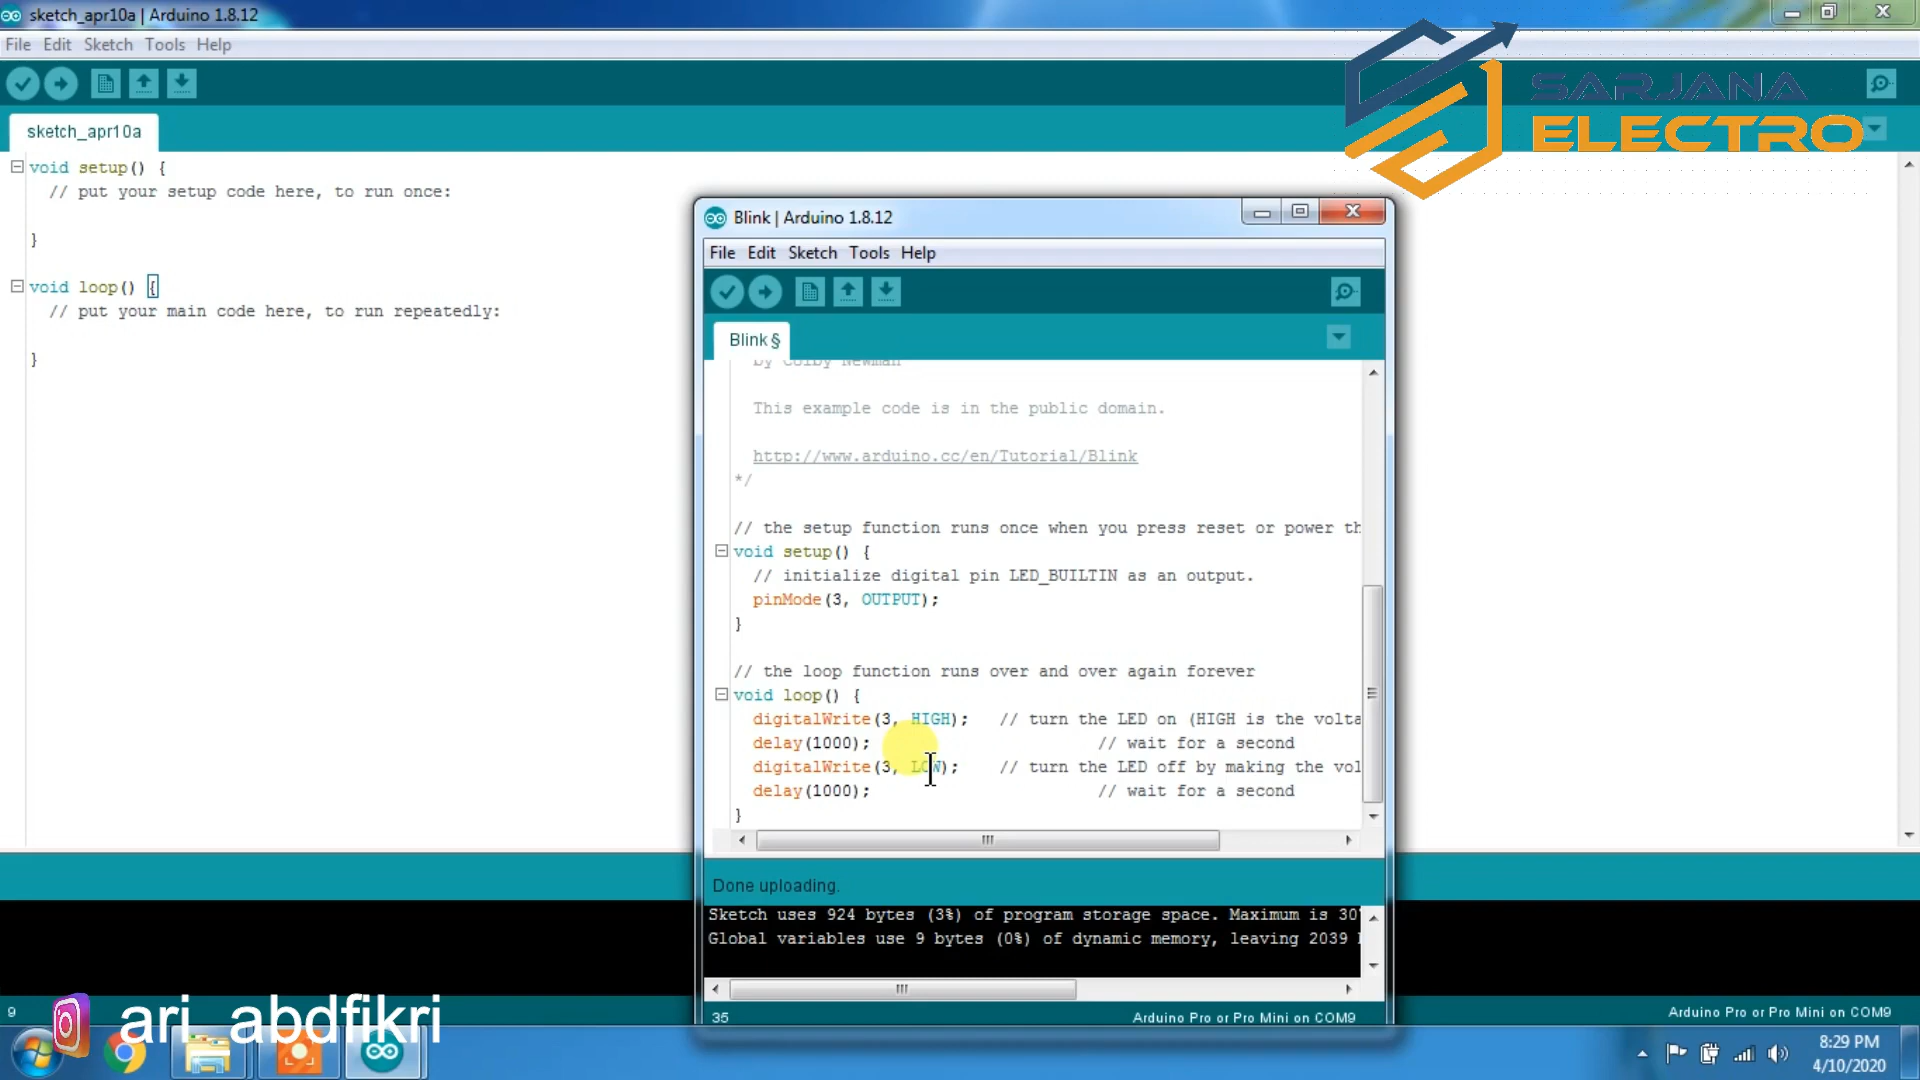 sketch_apr10a | Arduino 1.8.12
File Edit Sketch Tools Help
SARJANA
ELECTRO
sketch_apr10a
void setup() {
// put your setup code here, to run once:
}
void loop() {
// put your main code here, to run repeatedly:
}
Blink | Arduino 1.8.12
File Edit Sketch Tools Help
Blink §
by Colby Newman
This example code is in the public domain.
http://www.arduino.cc/en/Tutorial/Blink
*/
// the setup function runs once when you press reset or power th
void setup() {
// initialize digital pin LED_BUILTIN as an output.
pinMode(3, OUTPUT);
}
// the loop function runs over and over again forever
void loop() {
digitalWrite(3, HIGH);   // turn the LED on (HIGH is the volta
delay(1000);                       // wait for a second
digitalWrite(3, LOW);    // turn the LED off by making the vol
delay(1000);                       // wait for a second
}
Done uploading.
Sketch uses 924 bytes (3%) of program storage space. Maximum is 30
Global variables use 9 bytes (0%) of dynamic memory, leaving 2039
35
Arduino Pro or Pro Mini on COM9
9
Arduino Pro or Pro Mini on COM9
ari_abdfikri
8:29 PM
4/10/2020